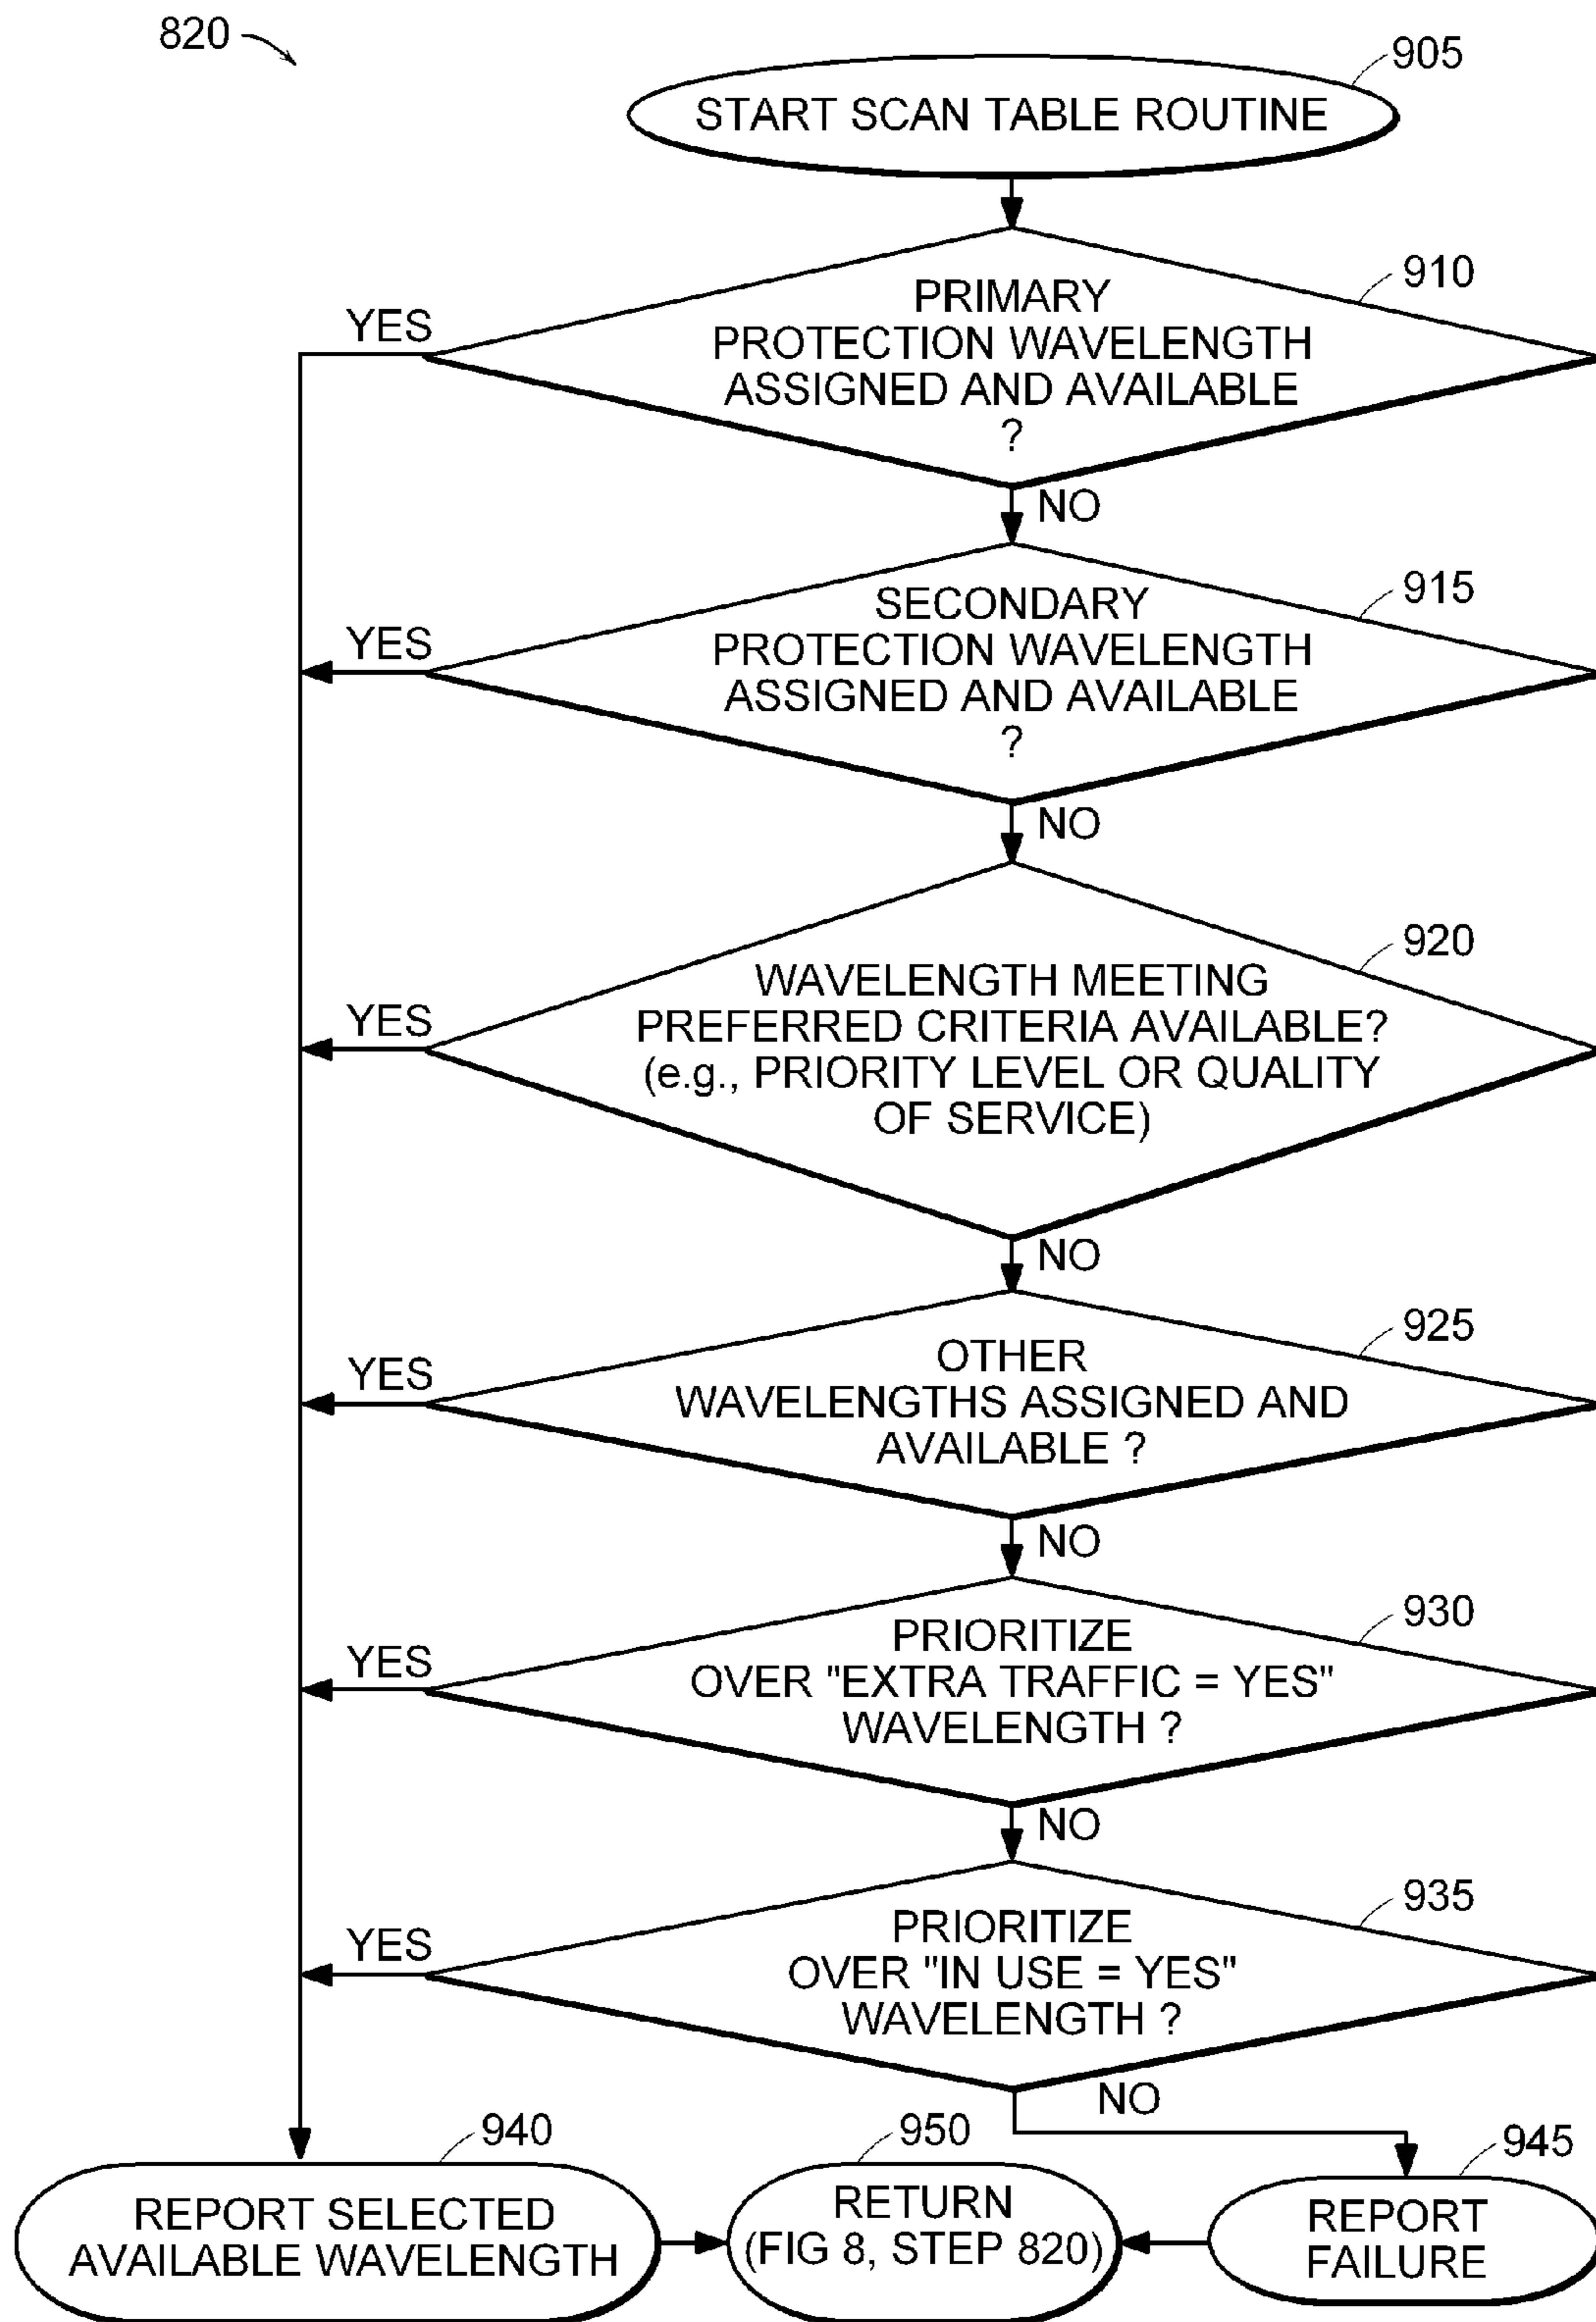 820
905
START SCAN TABLE ROUTINE
910
PRIMARY
YES
PROTECTION WAVELENGTH
ASSIGNED AND AVAILABLE
?
NO
915
SECONDARY
YES
PROTECTION WAVELENGTH
ASSIGNED AND AVAILABLE
?
NO
920
WAVELENGTH MEETING
YES
PREFERRED CRITERIA AVAILABLE?
(e.g., PRIORITY LEVEL OR QUALITY
OF SERVICE)
NO
925
OTHER
YES
WAVELENGTHS ASSIGNED AND
AVAILABLE ?
NO
930
PRIORITIZE
YES
OVER "EXTRA TRAFFIC = YES"
WAVELENGTH ?
NO
935
PRIORITIZE
YES
OVER "IN USE = YES"
WAVELENGTH ?
NO
940
REPORT SELECTED
AVAILABLE WAVELENGTH
950
RETURN
(FIG 8, STEP 820)
945
REPORT
FAILURE